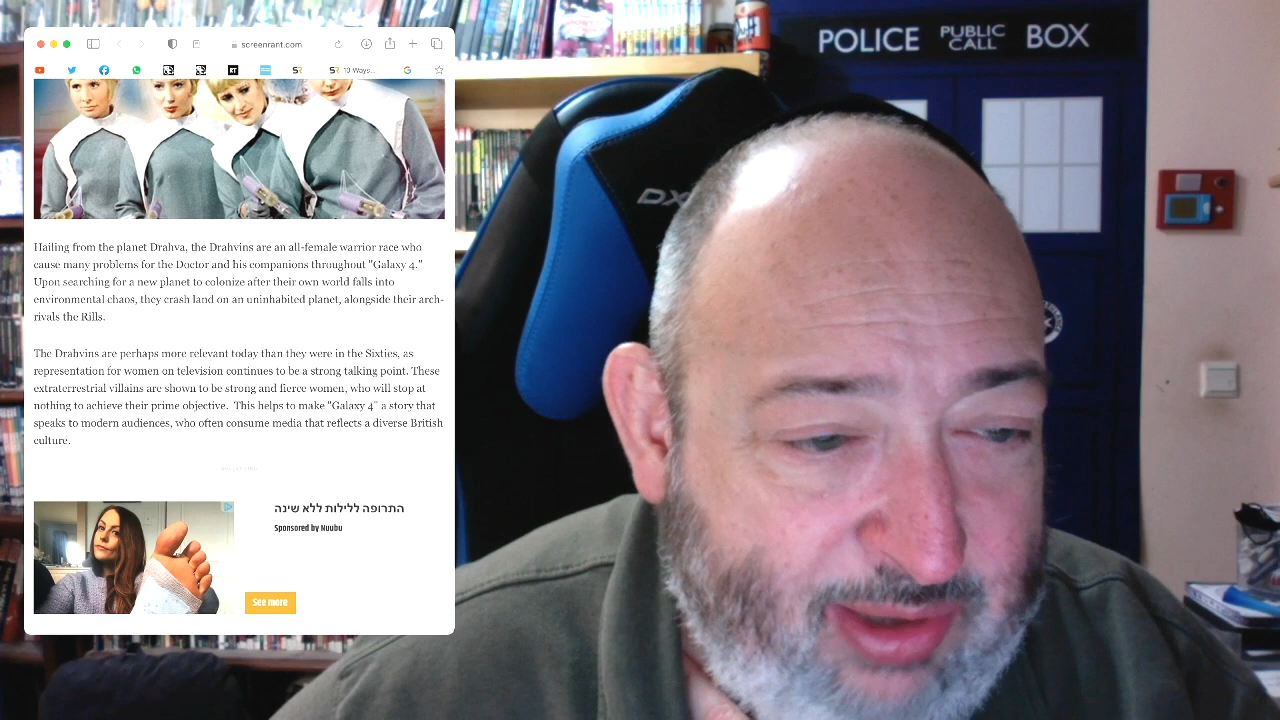 screenrant.com
RT
SR
SR 10 Ways...
G
Hailing from the planet Drahva, the Drahvins are an all-female warrior race who
cause many problems for the Doctor and his companions throughout "Galaxy 4."
Upon searching for a new planet to colonize after their own world falls into
environmental chaos, they crash land on an uninhabited planet, alongside their arch-
rivals the Rills.
The Drahvins are perhaps more relevant today than they were in the Sixties, as
representation for women on television continues to be a strong talking point. These
extraterrestrial villains are shown to be strong and fierce women, who will stop at
nothing to achieve their prime objective. This helps to make "Galaxy 4" a story that
speaks to modern audiences, who often consume media that reflects a diverse British
culture.
התרופה ללילות ללא שינה
Sponsored by Nuubu
See more
POLICE PUBLIC CALL BOX
DX